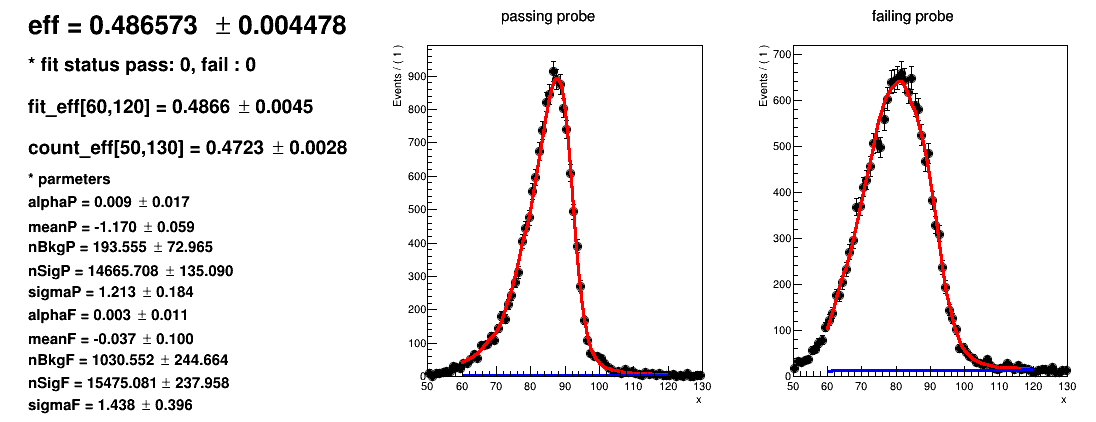 eff = 0.486573 ± 0.004478
* fit status pass: 0, fail : 0
fit_eff[60,120] = 0.4866 ± 0.0045
count_eff[50,130] = 0.4723 ± 0.0028
* parmeters
alphaP = 0.009 ± 0.017
meanP = -1.170 ± 0.059
nBkgP = 193.555 ± 72.965
nSigP = 14665.708 ± 135.090
sigmaP = 1.213 ± 0.184
alphaF = 0.003 ± 0.011
meanF = -0.037 ± 0.100
nBkgF = 1030.552 ± 244.664
nSigF = 15475.081 ± 237.958
sigmaF = 1.438 ± 0.396
passing probe
Events / ( 1 )
900
800
700
600
500
400
300
200
100
0
50 60 70 80 90 100 110 120 130
x
failing probe
Events / ( 1 )
700
600
500
400
300
200
100
0
50 60 70 80 90 100 110 120 130
x